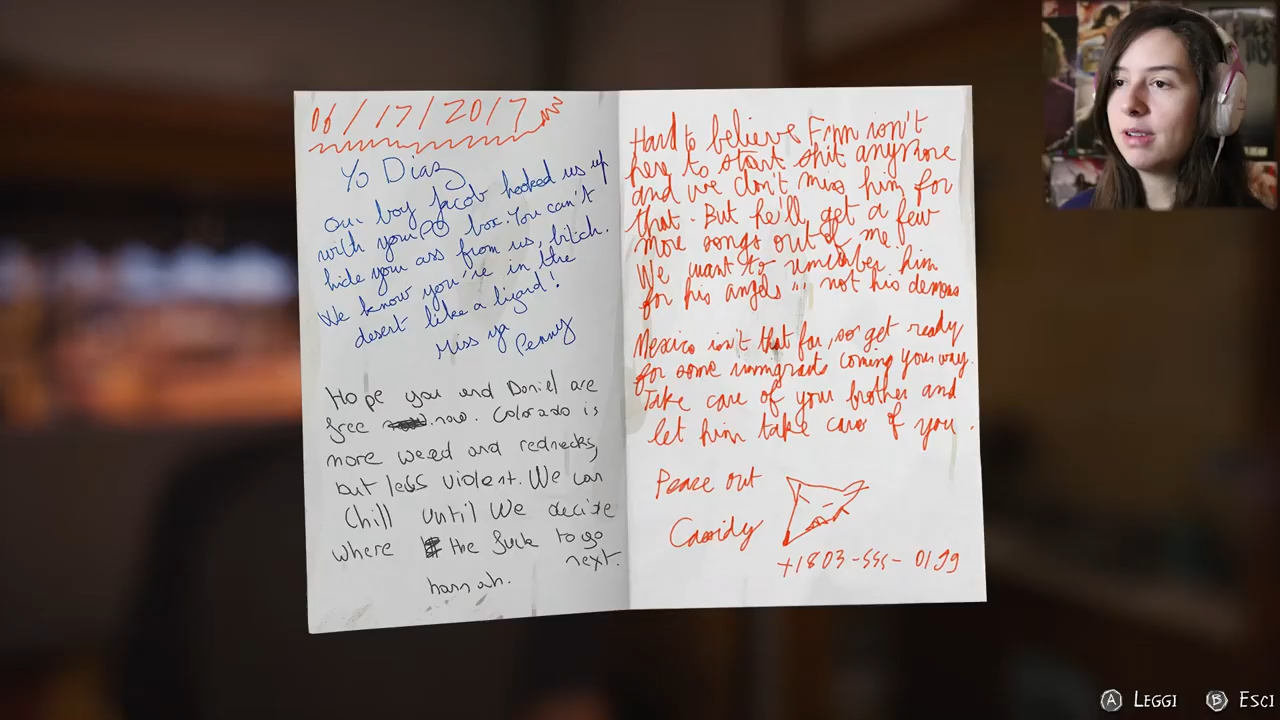 06/17/2017
Yo Diaz
Our boy Jacob hooked us up
with your PO box. You can't
hide your ass from us, bitch.
We know you're in the
desert like a lizard!
Miss ya
Penny
Hope you and Daniel are
free now. Colorado is
more weed and rednecks,
but less violent. We can
Chill until we decide
where the fuck to go
next.
hannah.
Hard to believe Finn isn't
here to start shit anymore
and we don't miss him for
that. But he'll get a few
more songs out of me.
We want to remember him
for his angels... not his demons
Mexico isn't that far, so get ready
for some immigrants coming your way.
Take care of your brother and
let him take care of you.
Peace out
Cassidy
+1803-555-0199
A LEGGI B ESCI